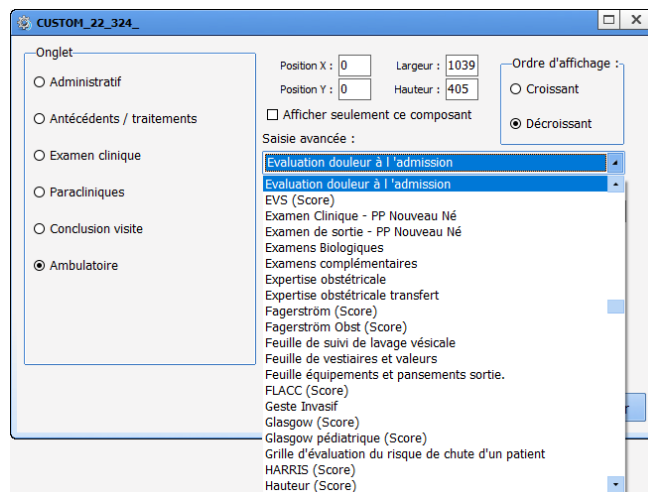 CUSTOM_22_324_
Onglet
Administratif
Antécédents / traitements
Examen clinique
Paracliniques
Conclusion visite
Ambulatoire
Position X : 0 Largeur : 1039
Position Y : 0 Hauteur : 405
Afficher seulement ce composant
Ordre d'affichage :
Croissant
Décroissant
Saisie avancée :
Evaluation douleur à l 'admission
Evaluation douleur à l 'admission
EVS (Score)
Examen Clinique - PP Nouveau Né
Examen de sortie - PP Nouveau Né
Examens Biologiques
Examens complémentaires
Expertise obstétricale
Expertise obstétricale transfert
Fagerström (Score)
Fagerström Obst (Score)
Feuille de suivi de lavage vésicale
Feuille de vestiaires et valeurs
Feuille équipements et pansements sortie.
FLACC (Score)
Geste Invasif
Glasgow (Score)
Glasgow pédiatrique (Score)
Grille d'évaluation du risque de chute d'un patient
HARRIS (Score)
Hauteur (Score)